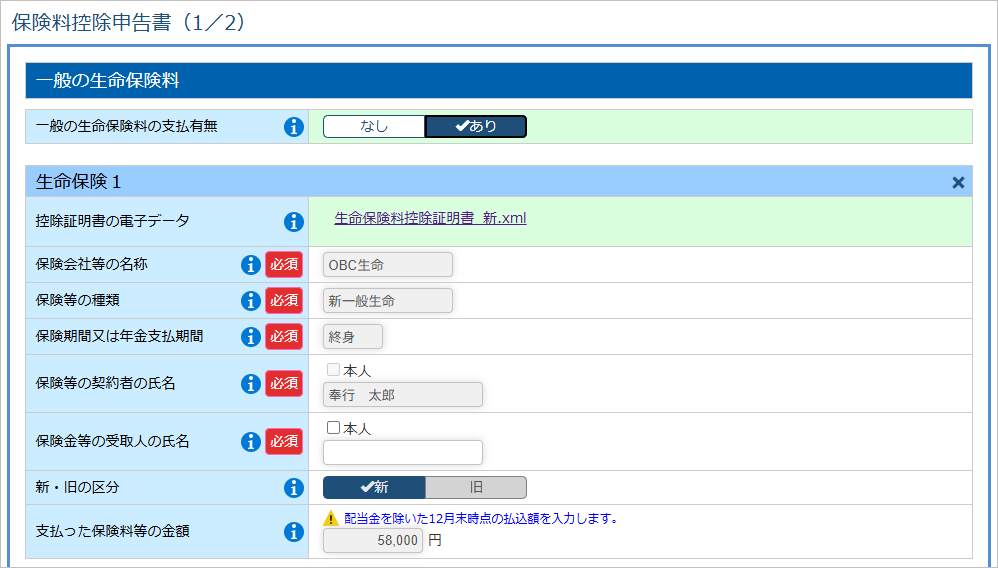 保険料控除申告書（1／2）
一般の生命保険料
一般の生命保険料の支払有無 なし あり
生命保険 1
控除証明書の電子データ 生命保険料控除証明書_新.xml
保険会社等の名称 必須 OBC生命
保険等の種類 必須 新一般生命
保険期間又は年金支払期間 必須 終身
本人
保険等の契約者の氏名 必須
奉行　太郎
本人
保険金等の受取人の氏名 必須
新・旧の区分 新 旧
配当金を除いた12月末時点の払込額を入力します。
支払った保険料等の金額
58,000 円